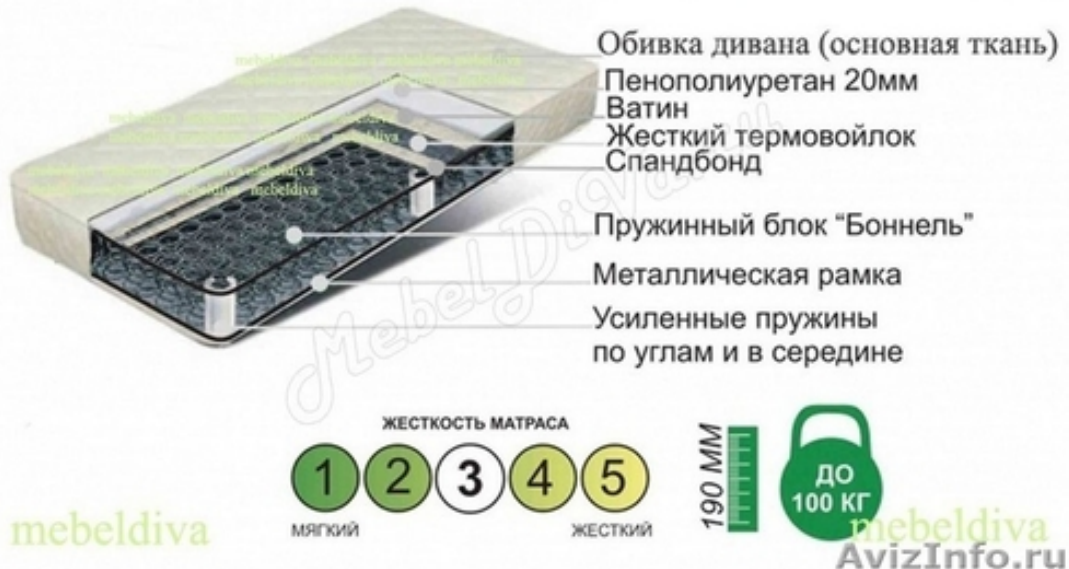 Обивка дивана (основная ткань)
Пенополиуретан 20мм
Ватин
Жесткий термовойлок
Спандбонд
Пружинный блок “Боннель”
Металлическая рамка
Усиленные пружины
по углам и в середине
ЖЕСТКОСТЬ МАТРАСА
1 2 3 4 5
МЯГКИЙ ЖЕСТКИЙ
190 ММ
ДО
100 КГ
mebeldiva
mebeldiva
AvizInfo.ru
mebeldiva
mebeldiva